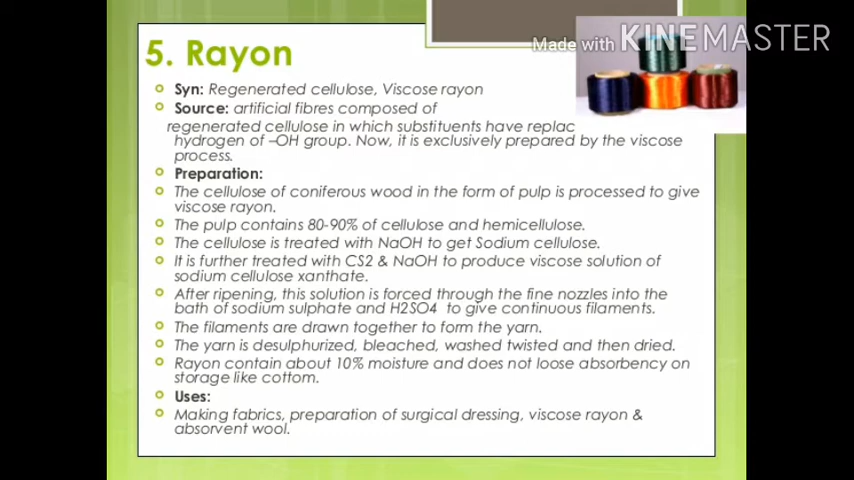 Made with KINEMASTER
5. Rayon
Syn: Regenerated cellulose, Viscose rayon
Source: artificial fibres composed of
regenerated cellulose in which substituents have replac
hydrogen of –OH group. Now, it is exclusively prepared by the viscose
process.
Preparation:
The cellulose of coniferous wood in the form of pulp is processed to give
viscose rayon.
The pulp contains 80-90% of cellulose and hemicellulose.
The cellulose is treated with NaOH to get Sodium cellulose.
It is further treated with CS2 & NaOH to produce viscose solution of
sodium cellulose xanthate.
After ripening, this solution is forced through the fine nozzles into the
bath of sodium sulphate and H2SO4 to give continuous filaments.
The filaments are drawn together to form the yarn.
The yarn is desulphurized, bleached, washed twisted and then dried.
Rayon contain about 10% moisture and does not loose absorbency on
storage like cottom.
Uses:
Making fabrics, preparation of surgical dressing, viscose rayon &
absorvent wool.